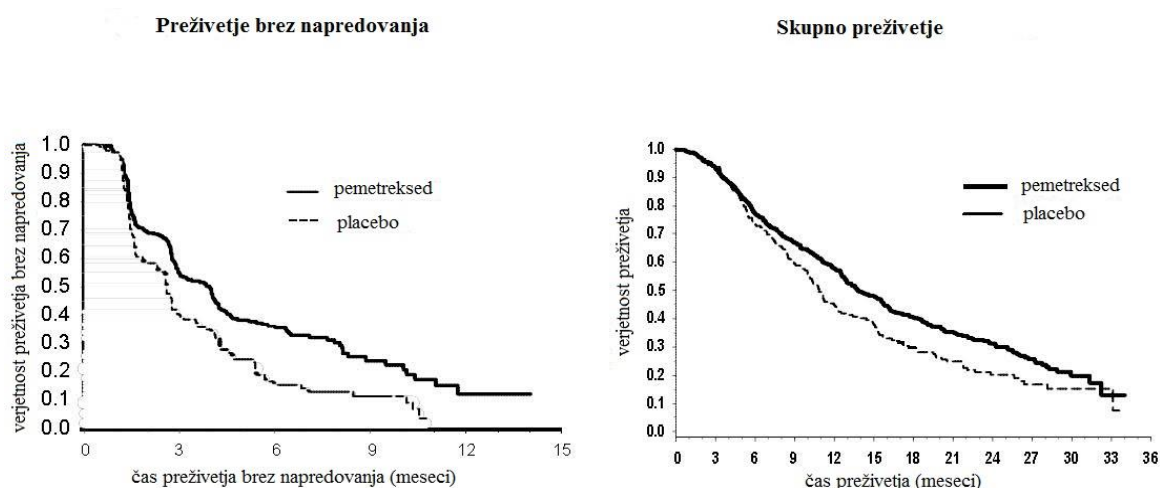 Preživetje brez napredovanja
verjetnost preživetja brez napredovanja
1.0
0.9
0.8
0.7
0.6
0.5
0.4
0.3
0.2
0.1
0.0
pemetreksed
placebo
0 3 6 9 12 15
čas preživetja brez napredovanja (meseci)
Skupno preživetje
verjetnost preživetja
1.0
0.9
0.8
0.7
0.6
0.5
0.4
0.3
0.2
0.1
0.0
pemetreksed
placebo
0 3 6 9 12 15 18 21 24 27 30 33 36
čas preživetja (meseci)